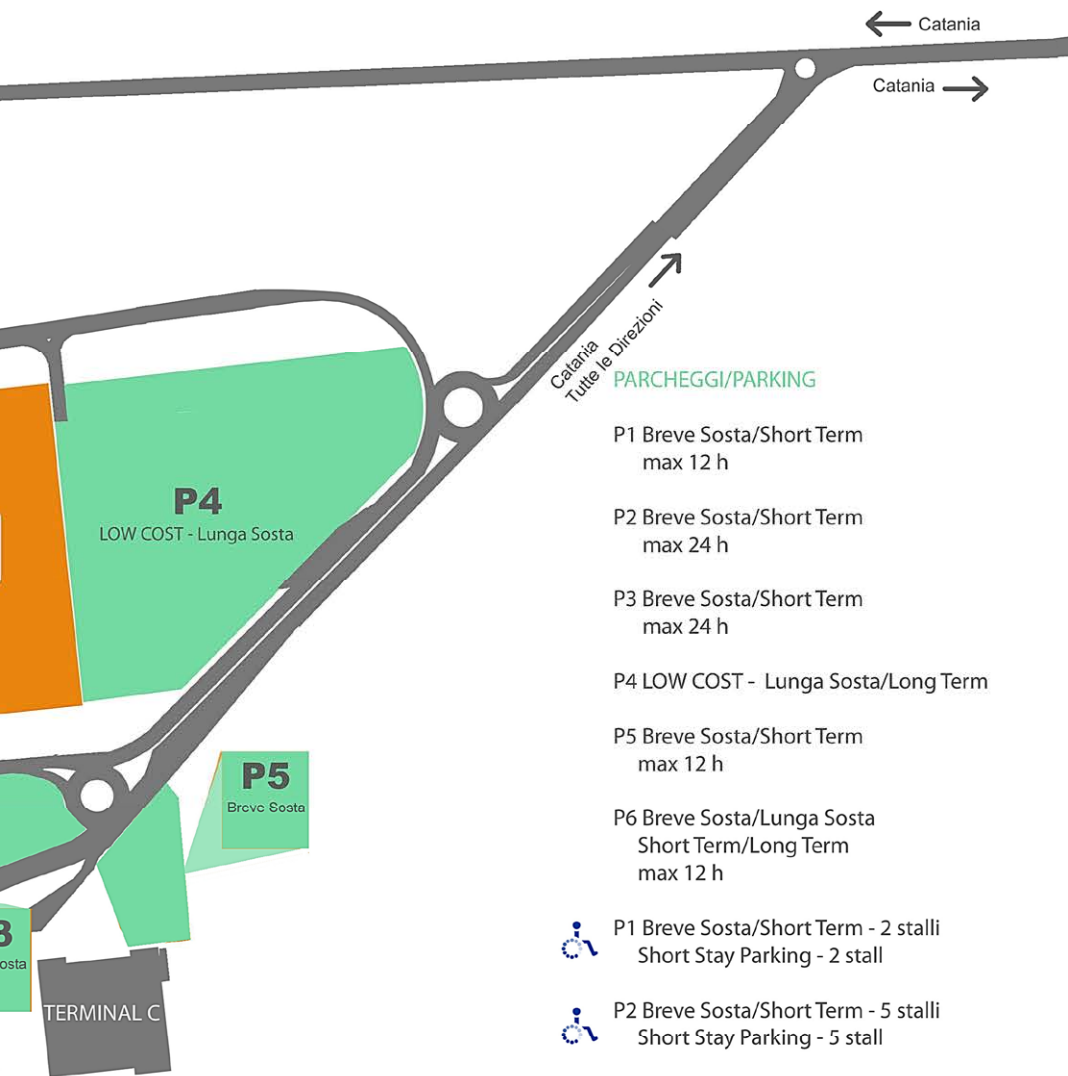 Catania
Catania
Catania
Tutte le Direzioni
PARCHEGGI/PARKING
P1 Breve Sosta/Short Term
max 12 h
P2 Breve Sosta/Short Term
max 24 h
P3 Breve Sosta/Short Term
max 24 h
P4 LOW COST - Lunga Sosta/Long Term
P5 Breve Sosta/Short Term
max 12 h
P6 Breve Sosta/Lunga Sosta
Short Term/Long Term
max 12 h
P1 Breve Sosta/Short Term - 2 stalli
Short Stay Parking - 2 stall
P2 Breve Sosta/Short Term - 5 stalli
Short Stay Parking - 5 stall
P4
LOW COST - Lunga Sosta
P5
Breve Sosta
3
osta
TERMINAL C